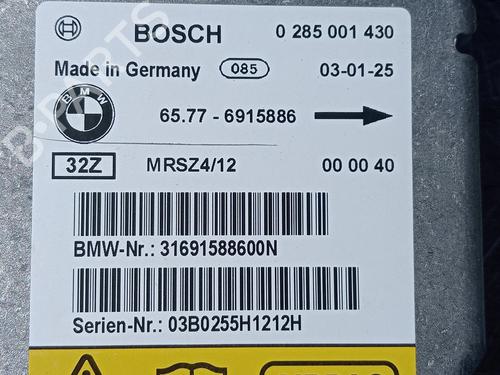 BOSCH 0 285 001 430
Made in Germany 085 03-01-25
BMW
65.77 - 6915886
32Z MRSZ4/12 00 00 40
BMW-Nr.: 31691588600N
Serien-Nr.: 03B0255H1212H